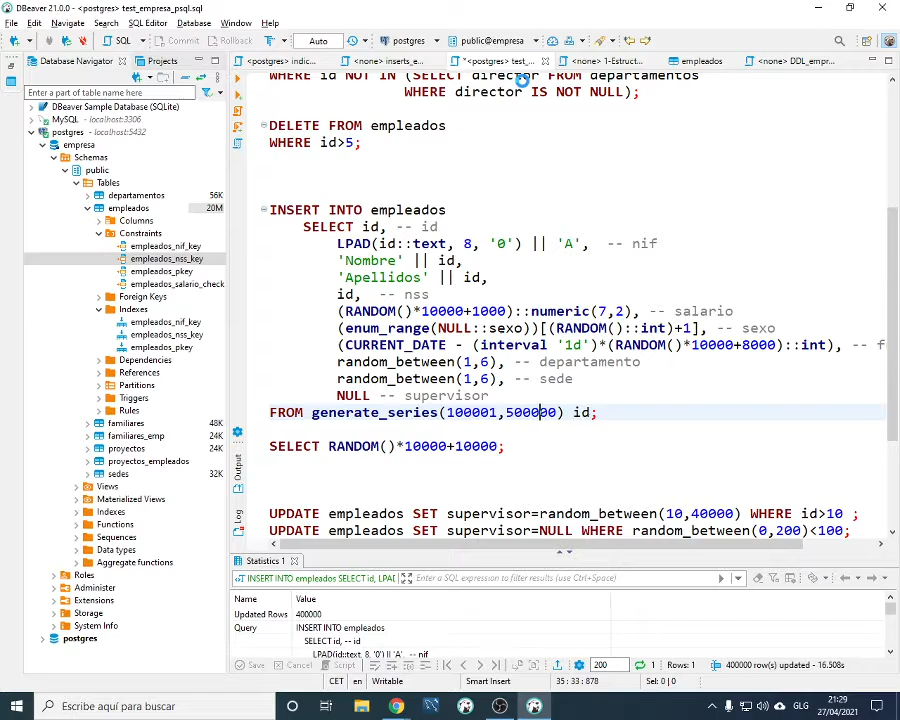 DBeaver 21.0.0 - <postgres> test_empresa_psql.sql
File Edit Navigate Search SQL Editor Database Window Help
SQL Commit Rollback Auto postgres public@empresa
Database Navigator Projects
<postgres> indic... <none> inserts_e... *<postgres> test_... <none> 1-Estruct... empleados <none> DDL_empr...
Enter a part of table name here
DBeaver Sample Database (SQLite)
MySQL - localhost:3306
postgres - localhost:5432
empresa
Schemas
public
Tables
departamentos 56K
empleados 20M
Columns
Constraints
empleados_nif_key
empleados_nss_key
empleados_pkey
empleados_salario_check
Foreign Keys
Indexes
empleados_nif_key
empleados_nss_key
empleados_pkey
Dependencies
References
Partitions
Triggers
Rules
familiares 48K
familiares_emp 24K
proyectos 24K
proyectos_empleados
sedes 32K
Views
Materialized Views
Indexes
Functions
Sequences
Data types
Aggregate functions
Roles
Administer
Extensions
Storage
System Info
postgres
WHERE id NOT IN (SELECT director FROM departamentos
WHERE director IS NOT NULL);
DELETE FROM empleados
WHERE id>5;
INSERT INTO empleados
SELECT id, -- id
LPAD(id::text, 8, '0') || 'A', -- nif
'Nombre' || id,
'Apellidos' || id,
id, -- nss
(RANDOM()*10000+1000)::numeric(7,2), -- salario
(enum_range(NULL::sexo))[(RANDOM()::int)+1], -- sexo
(CURRENT_DATE - (interval '1d')*(RANDOM()*10000+8000)::int), -- f
random_between(1,6), -- departamento
random_between(1,6), -- sede
NULL -- supervisor
FROM generate_series(100001,500000) id;
SELECT RANDOM()*10000+10000;
UPDATE empleados SET supervisor=random_between(10,40000) WHERE id>10 ;
UPDATE empleados SET supervisor=NULL WHERE random_between(0,200)<100;
Output
Log
Statistics 1
INSERT INTO empleados SELECT id, LPAD( Enter a SQL expression to filter results (use Ctrl+Space)
Name Value
Updated Rows 400000
Query INSERT INTO empleados
SELECT id, -- id
LPAD(id::text, 8, '0') || 'A', -- nif
Save Cancel Script 200 1 Rows: 1 400000 row(s) updated - 16.508s
CET en Writable Smart Insert 35 : 33 : 878 Sel: 0 | 0
Escribe aquí para buscar
GLG
21:29
27/04/2021